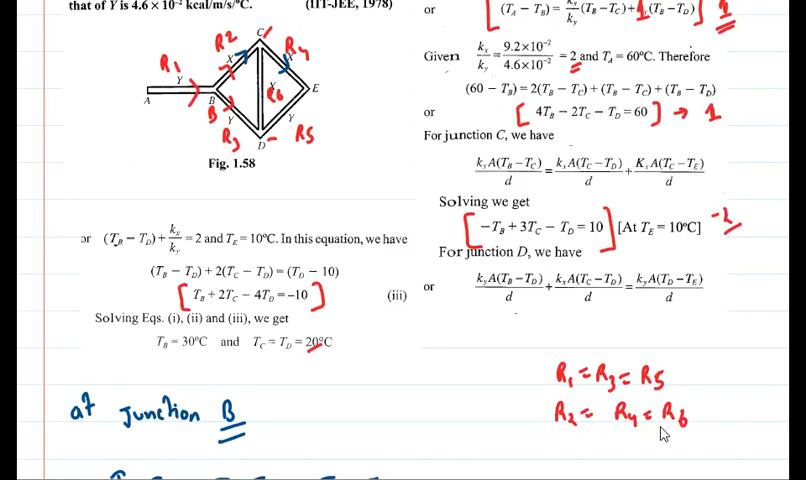 that of Y is 4.6 × 10⁻² kcal/m/s/°C. (IIT-JEE, 1978)
R1
R2
C
R4
Y
X
X
A
B
Y
R6
E
B
Y
Y
R3
D
R5
Fig. 1.58
or (T_B − T_D) + k_x/k_y = 2 and T_E = 10°C. In this equation, we have
(T_B − T_D) + 2(T_C − T_D) = (T_D − 10)
[ T_B + 2T_C − 4T_D = −10 ] (iii)
Solving Eqs. (i), (ii) and (iii), we get
T_B = 30°C and T_C = T_D = 20°C
at Junction B
or [ (T_A − T_B) = k_x/k_y (T_B − T_C) + 1(T_B − T_D) ]
Given k_x/k_y = 9.2×10⁻²/4.6×10⁻² = 2 and T_A = 60°C. Therefore
(60 − T_B) = 2(T_B − T_C) + (T_B − T_C) + (T_B − T_D)
or [ 4T_B − 2T_C − T_D = 60 ] → 1
For junction C, we have
k_xA(T_B−T_C)/d = k_xA(T_C−T_D)/d + K_xA(T_C−T_E)/d
Solving we get
[ −T_B + 3T_C − T_D = 10 ] [At T_E = 10°C] -2
For junction D, we have
or k_yA(T_B−T_D)/d + k_xA(T_C−T_D)/d = k_yA(T_D−T_E)/d
R1 = R3 = R5
R2 = R4 = R6